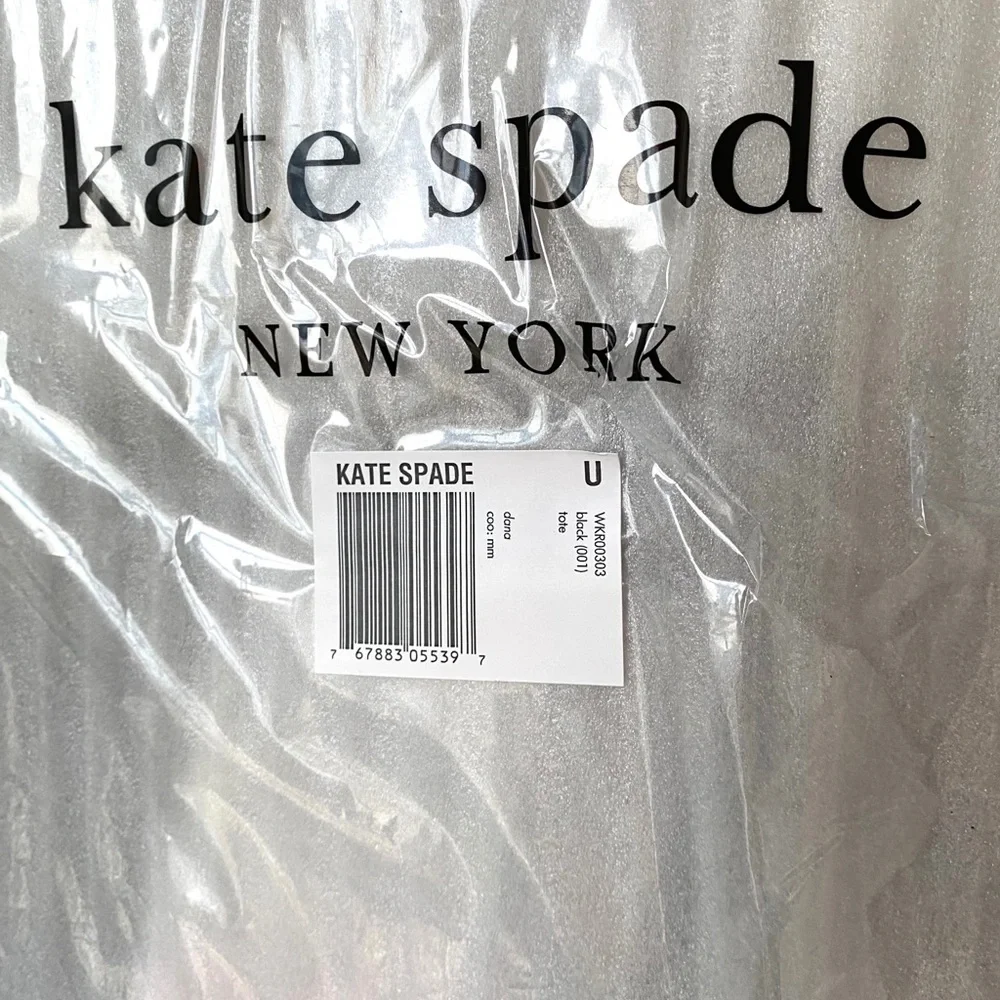 kate spade
NEW YORK
KATE SPADE
U
WKR00303
black (001)
tote
dana
coo: mm
7 67883 05539 7